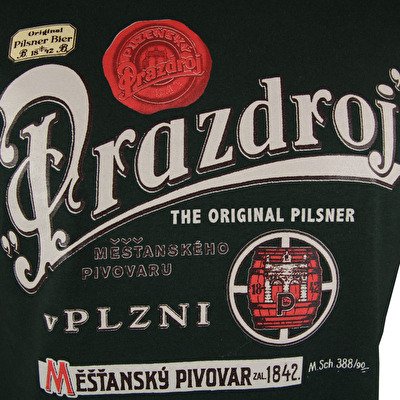 Original
Pilsner Bier
B 18 42 B
PLZEŇSKÝ
Prazdroj
„Prazdroj
THE ORIGINAL PILSNER
MĚŠŤANSKÉHO
PIVOVARU
18 42
P
v PLZNI
MĚŠŤANSKÝ PIVOVAR ZAL. 1842.
M.Sch. 388/90